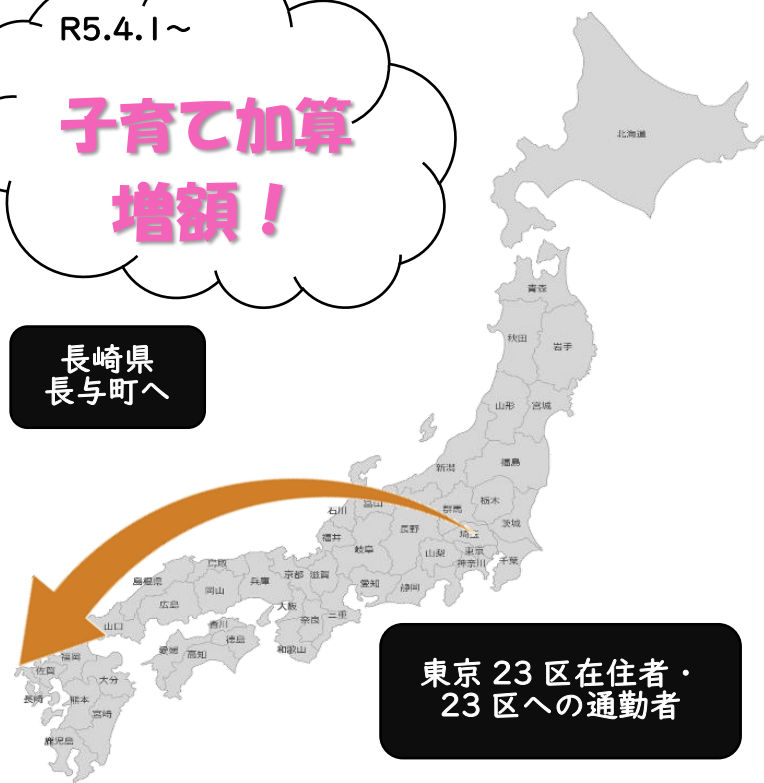 R5.4.1～
子育て加算
増額！
北海道
青森
秋田
岩手
長崎県
長与町へ
山形
宮城
新潟
福島
栃木
群馬
茨城
石川
富山
埼玉
長野
福井
岐阜
山梨
東京
神奈川
千葉
鳥取
島根県
兵庫
京都
滋賀
愛知
静岡
岡山
広島
大阪
奈良
三重
山口
香川
徳島
愛媛
高知
和歌山
福岡
佐賀
大分
長崎
熊本
宮崎
鹿児島
東京 23 区在住者・
23 区への通勤者